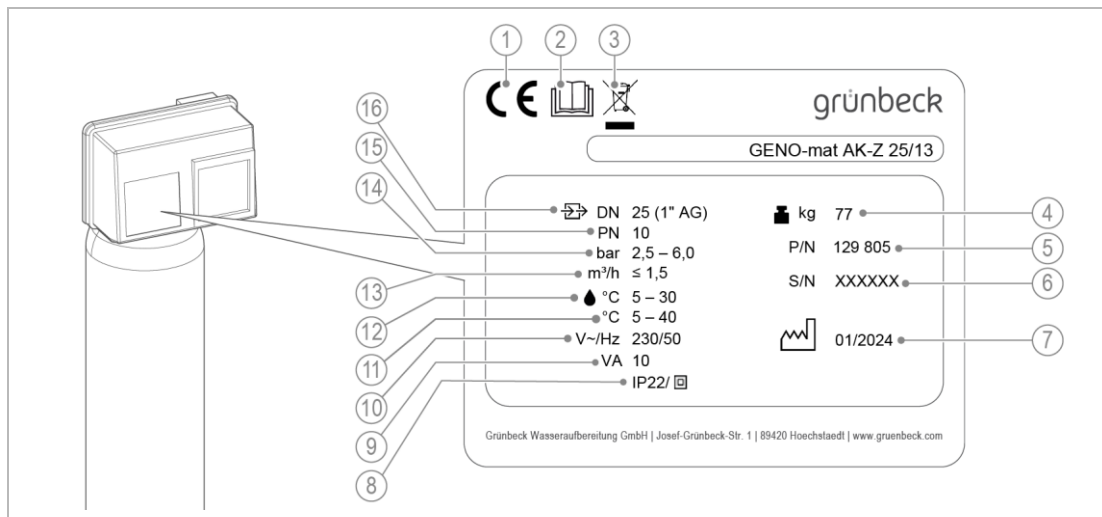 1 2 3
CE
grünbeck
GENO-mat AK-Z 25/13
16
15
14
13
12
11
10
9
8
DN 25 (1" AG)
PN 10
bar 2,5 – 6,0
m³/h ≤ 1,5
°C 5 – 30
°C 5 – 40
V~/Hz 230/50
VA 10
IP22/
kg 77
P/N 129 805
S/N XXXXXX
01/2024
4
5
6
7
Grünbeck Wasseraufbereitung GmbH | Josef-Grünbeck-Str. 1 | 89420 Hoechstaedt | www.gruenbeck.com